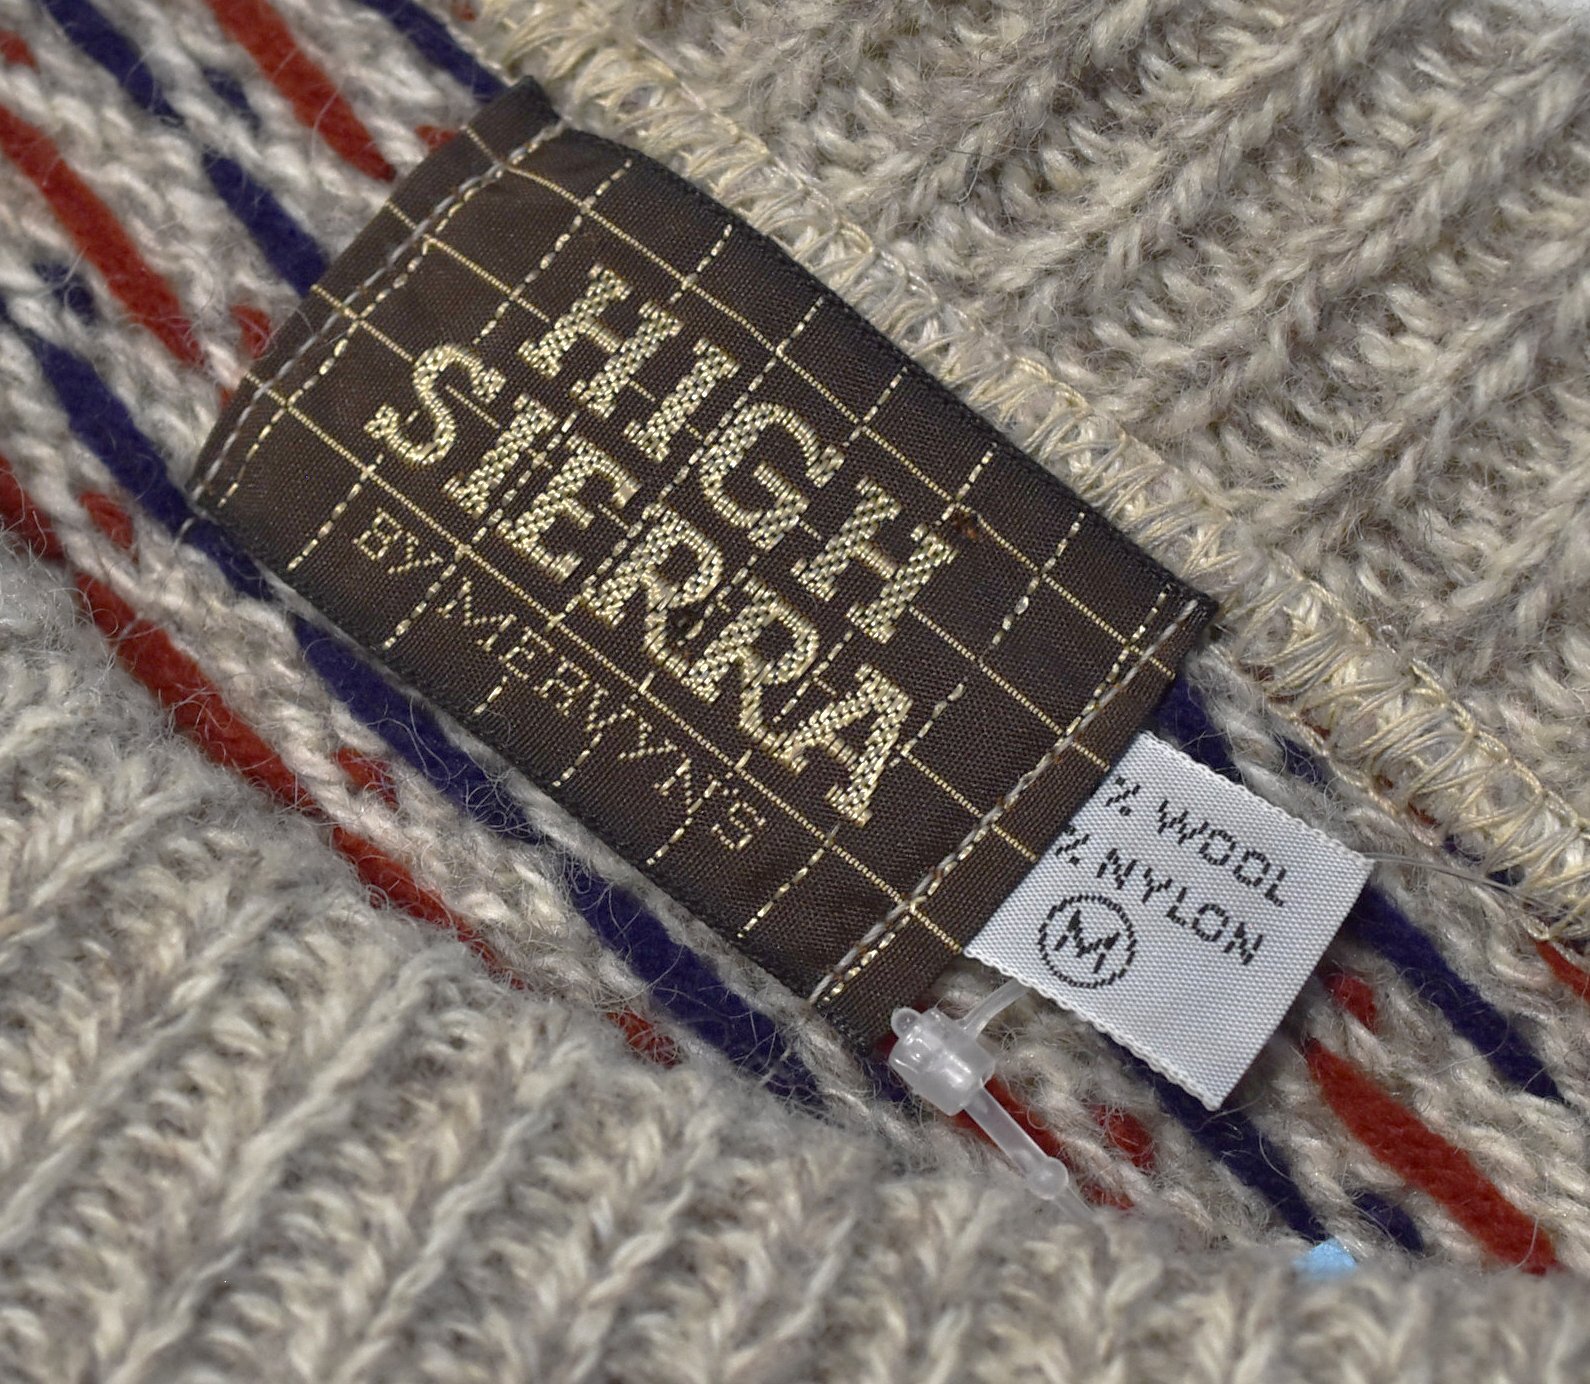 HIGH
SIERRA
BY MERVYN'S
% WOOL
% NYLON
M